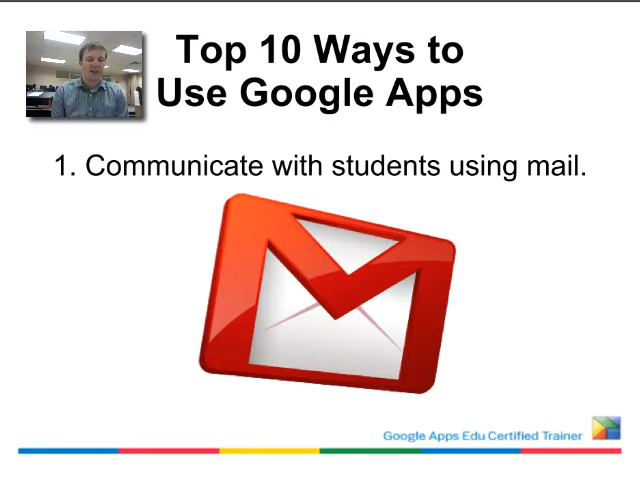 Top 10 Ways to
Use Google Apps
1. Communicate with students using mail.
Google Apps Edu Certified Trainer